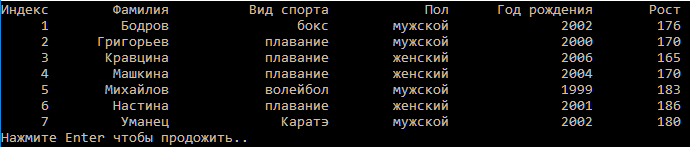 Индекс Фамилия Вид спорта Пол Год рождения Рост
1 Бодров бокс мужской 2002 176
2 Григорьев плавание мужской 2000 170
3 Кравцина плавание женский 2006 165
4 Машкина плавание женский 2004 170
5 Михайлов волейбол мужской 1999 183
6 Настина плавание женский 2001 186
7 Уманец Каратэ мужской 2002 180
Нажмите Enter чтобы продожить..